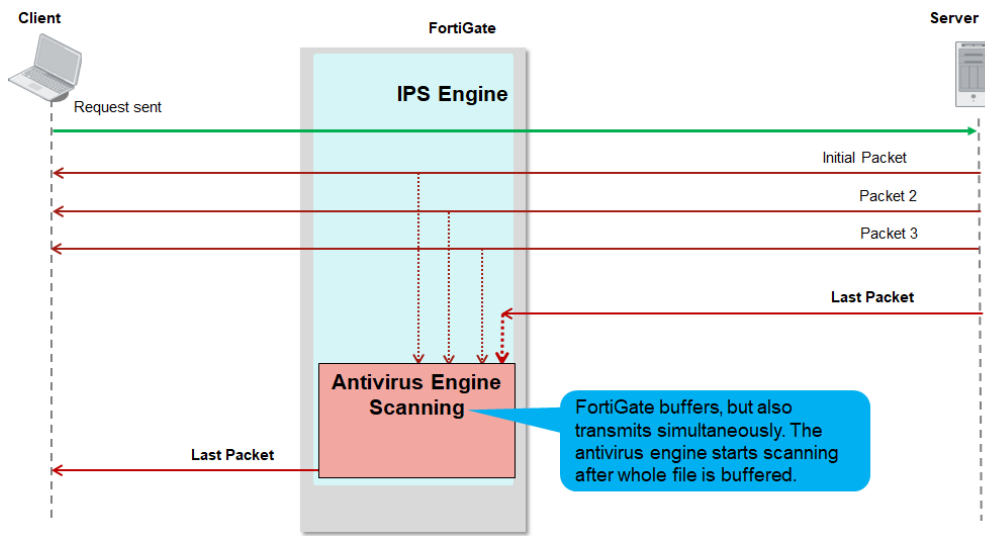 Client
FortiGate
Server
IPS Engine
Request sent
Initial Packet
Packet 2
Packet 3
Last Packet
Antivirus Engine
Scanning
FortiGate buffers, but also
transmits simultaneously. The
antivirus engine starts scanning
after whole file is buffered.
Last Packet